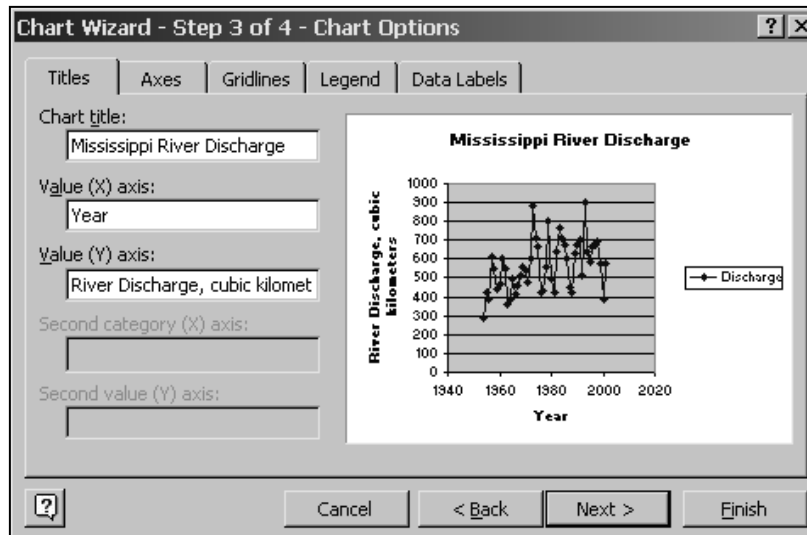 Chart Wizard - Step 3 of 4 - Chart Options
? X
Titles Axes Gridlines Legend Data Labels
Chart title:
Mississippi River Discharge
Value (X) axis:
Year
Value (Y) axis:
River Discharge, cubic kilomet
Second category (X) axis:
Second value (Y) axis:
Mississippi River Discharge
River Discharge, cubic
kilometers
1000
900
800
700
600
500
400
300
200
100
0
1940 1960 1980 2000 2020
Year
Discharge
?
Cancel < Back Next > Finish